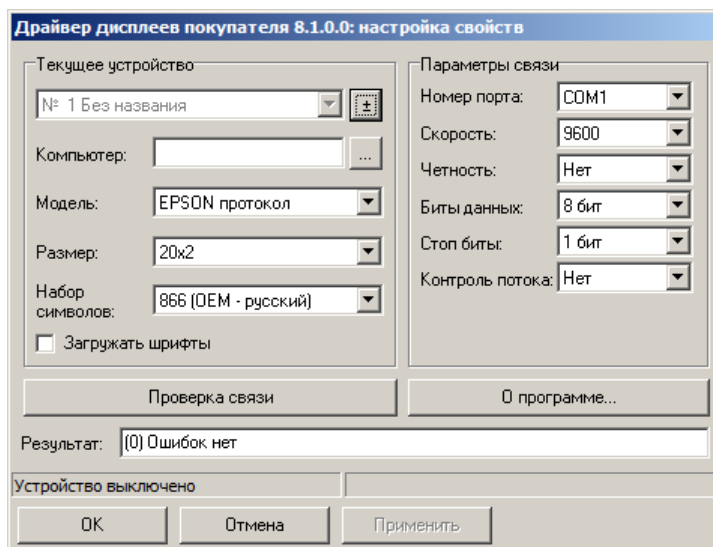 Драйвер дисплеев покупателя 8.1.0.0: настройка свойств
Текущее устройство
№ 1 Без названия
±
Компьютер:
...
Модель:
EPSON протокол
Размер:
20x2
Набор
символов:
866 (OEM - русский)
Загружать шрифты
Параметры связи
Номер порта:
COM1
Скорость:
9600
Четность:
Нет
Биты данных:
8 бит
Стоп биты:
1 бит
Контроль потока:
Нет
Проверка связи
О программе...
Результат:
(0) Ошибок нет
Устройство выключено
OK
Отмена
Применить